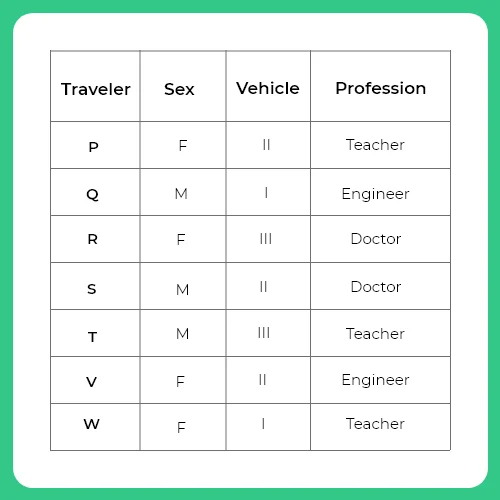 Traveler Sex Vehicle Profession
P F II Teacher
Q M I Engineer
R F III Doctor
S M II Doctor
T M III Teacher
V F II Engineer
W F I Teacher